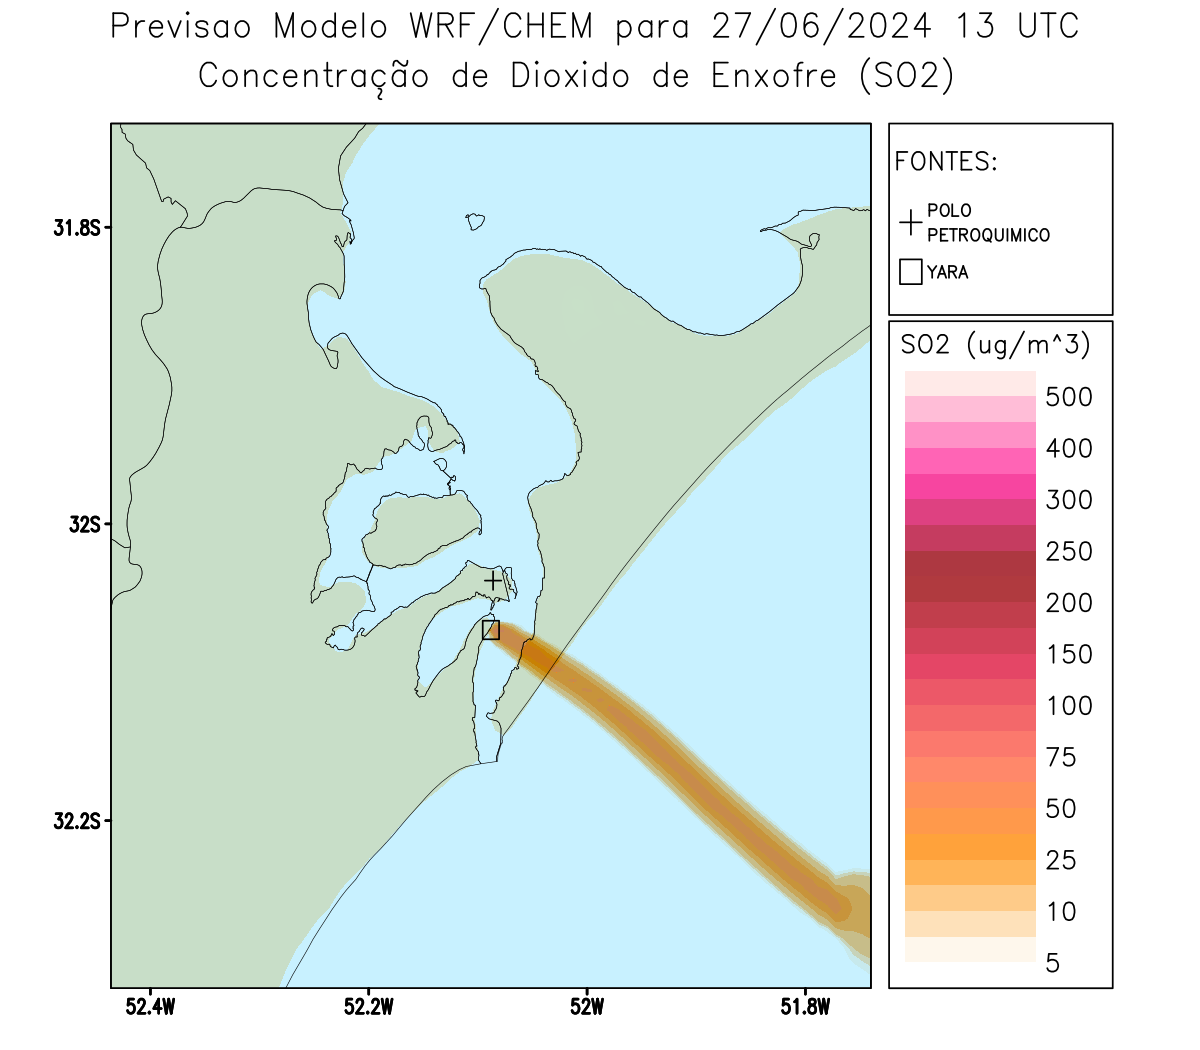 Previsao Modelo WRF/CHEM para 27/06/2024 13 UTC
Concentração de Dioxido de Enxofre (SO2)
FONTES:
POLO
PETROQUIMICO
YARA
SO2 (ug/m^3)
500
400
300
250
200
150
100
75
50
25
10
5
31.8S
32S
32.2S
52.4W
52.2W
52W
51.8W